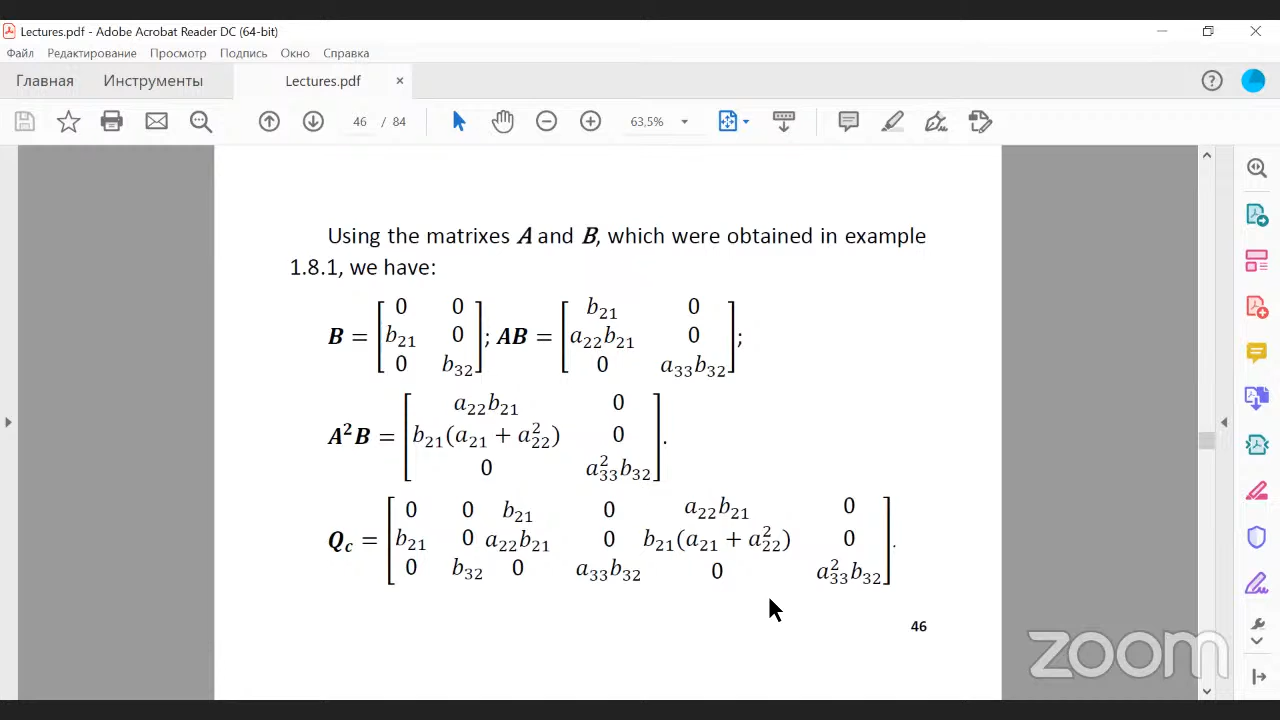 Lectures.pdf - Adobe Acrobat Reader DC (64-bit)
Файл Редактирование Просмотр Подпись Окно Справка
Главная Инструменты Lectures.pdf ×
46 / 84 63,5%
Using the matrixes A and B, which were obtained in example
1.8.1, we have:
B = [0 0; b₂₁ 0; 0 b₃₂]; AB = [b₂₁ 0; a₂₂b₂₁ 0; 0 a₃₃b₃₂];
A²B = [a₂₂b₂₁ 0; b₂₁(a₂₁ + a₂₂²) 0; 0 a₃₃²b₃₂].
Q_c = [0 0 b₂₁ 0 a₂₂b₂₁ 0; b₂₁ 0 a₂₂b₂₁ 0 b₂₁(a₂₁ + a₂₂²) 0; 0 b₃₂ 0 a₃₃b₃₂ 0 a₃₃²b₃₂].
46
zoom